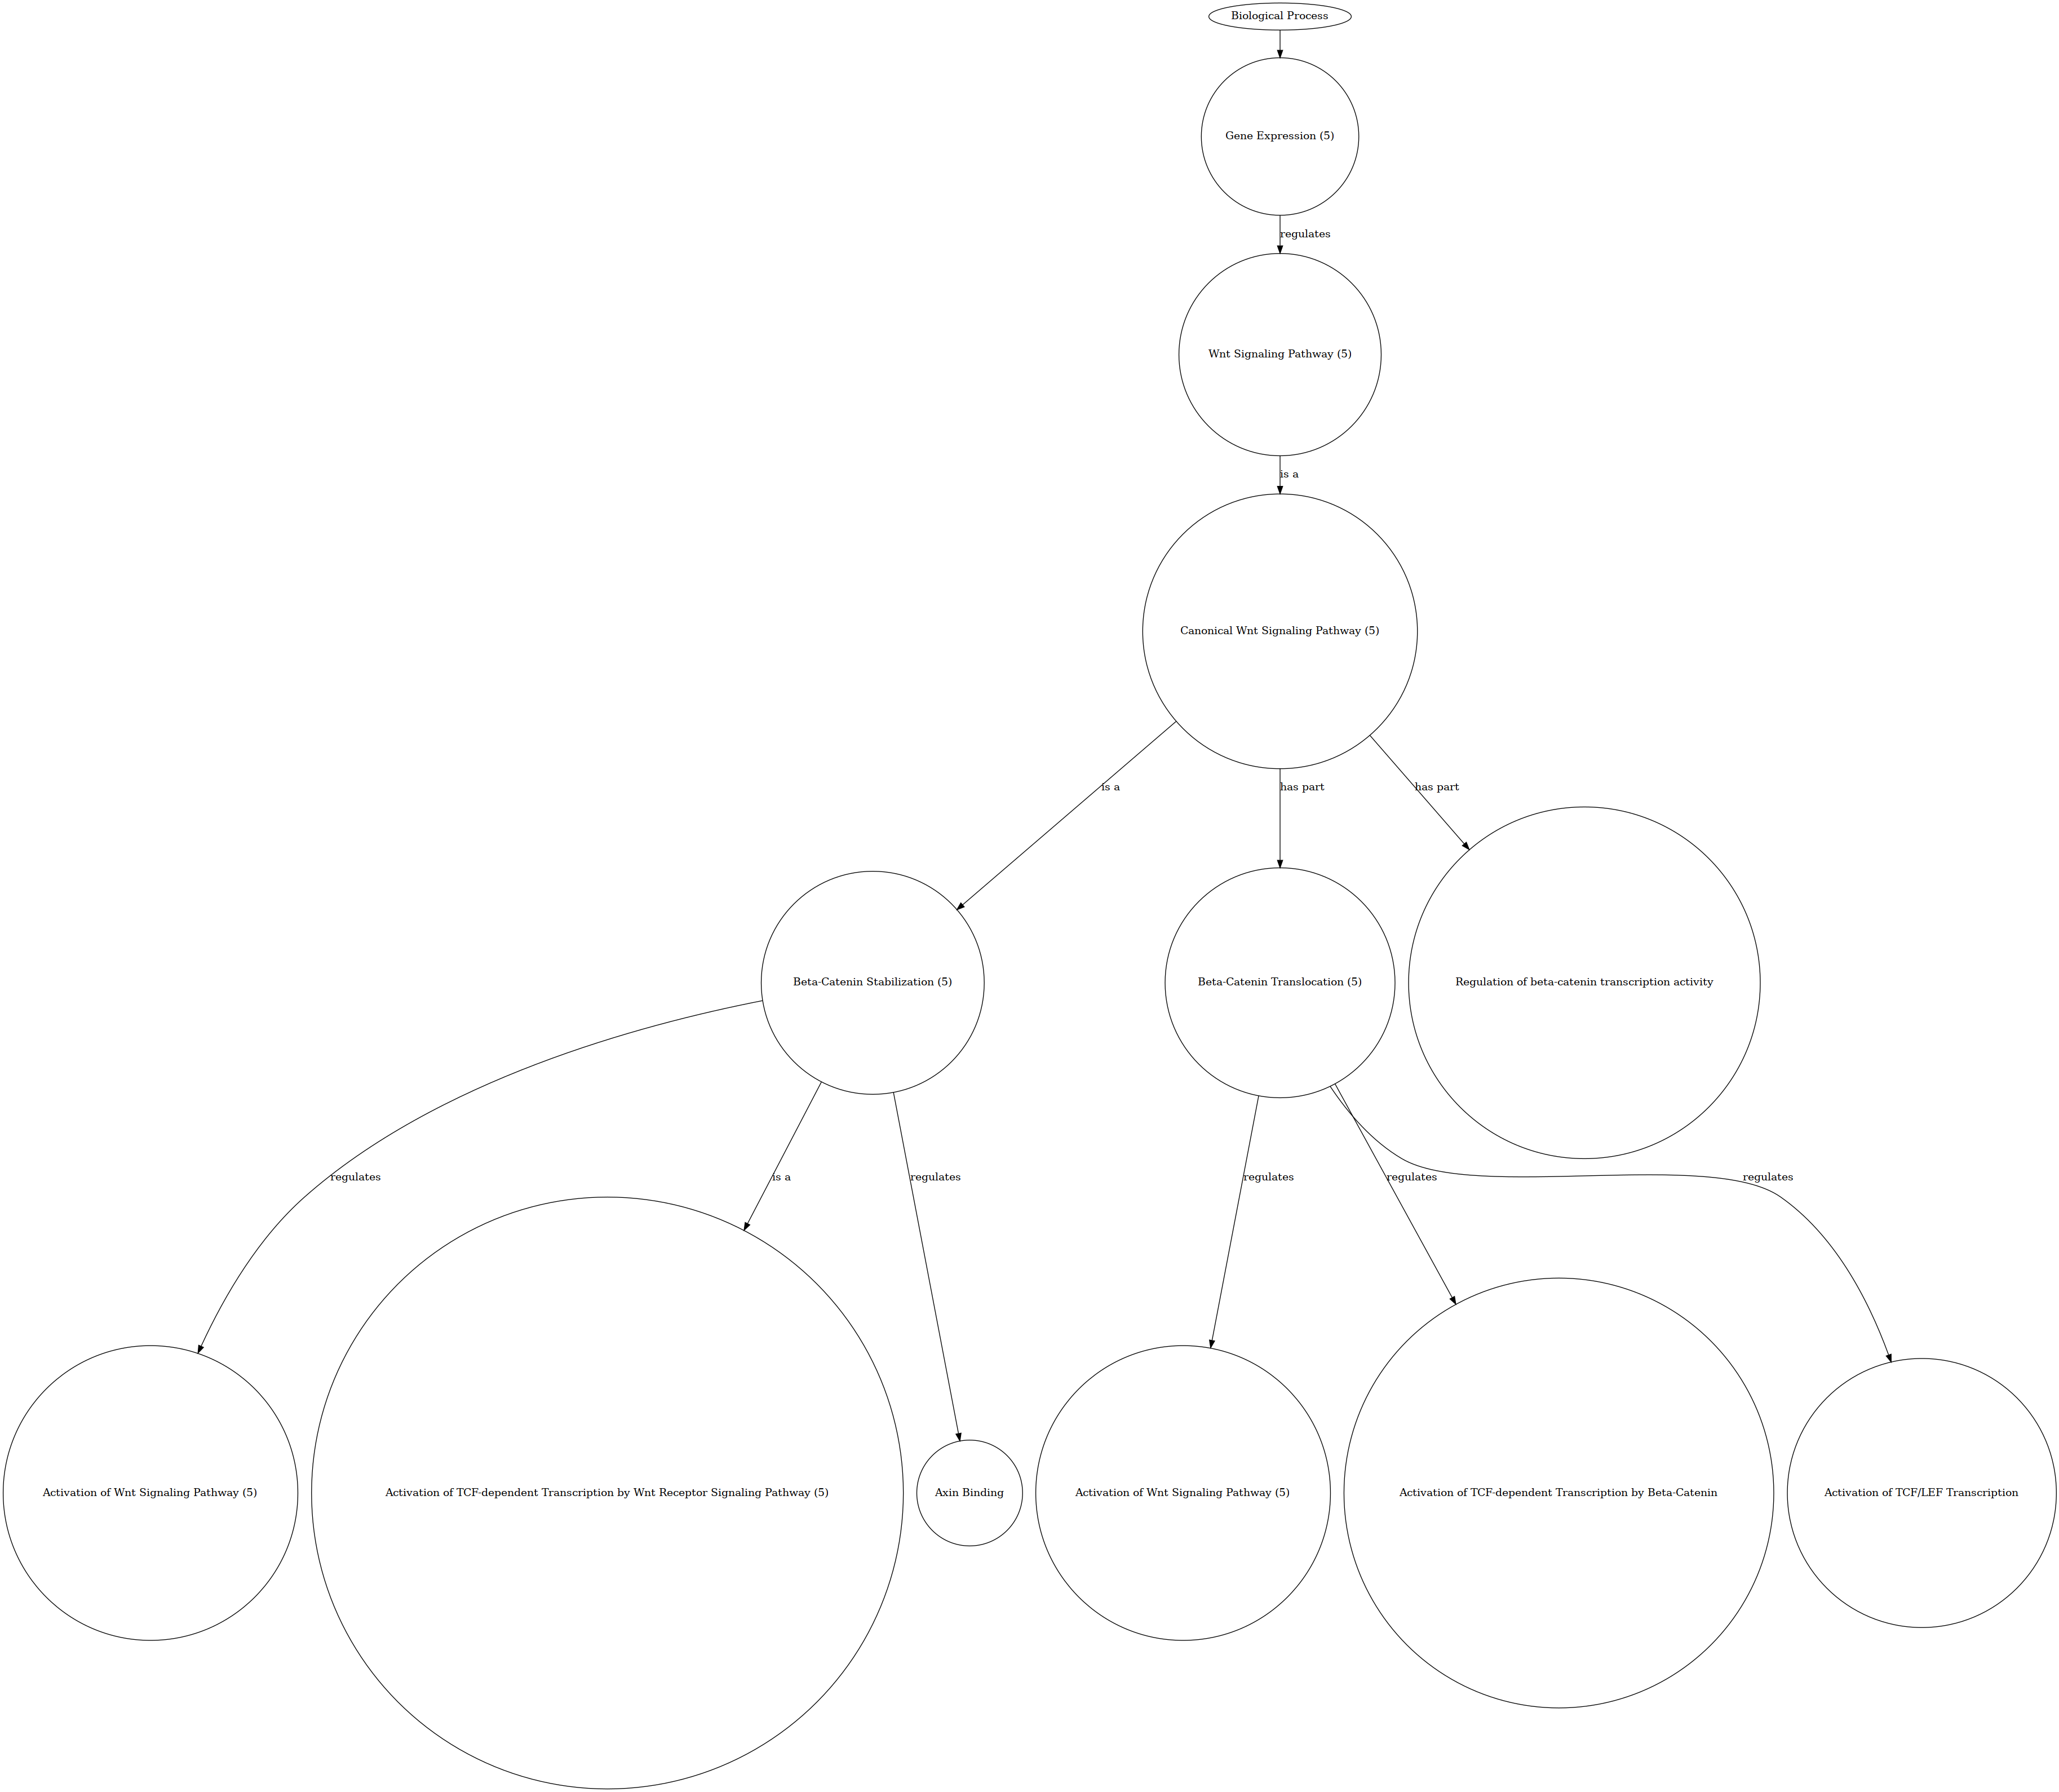 Biological Process
Gene Expression (5)
regulates
Wnt Signaling Pathway (5)
is a
Canonical Wnt Signaling Pathway (5)
is a
has part
has part
Beta-Catenin Stabilization (5)
Beta-Catenin Translocation (5)
Regulation of beta-catenin transcription activity
regulates
is a
regulates
regulates
regulates
regulates
Activation of Wnt Signaling Pathway (5)
Activation of TCF-dependent Transcription by Wnt Receptor Signaling Pathway (5)
Axin Binding
Activation of Wnt Signaling Pathway (5)
Activation of TCF-dependent Transcription by Beta-Catenin
Activation of TCF/LEF Transcription